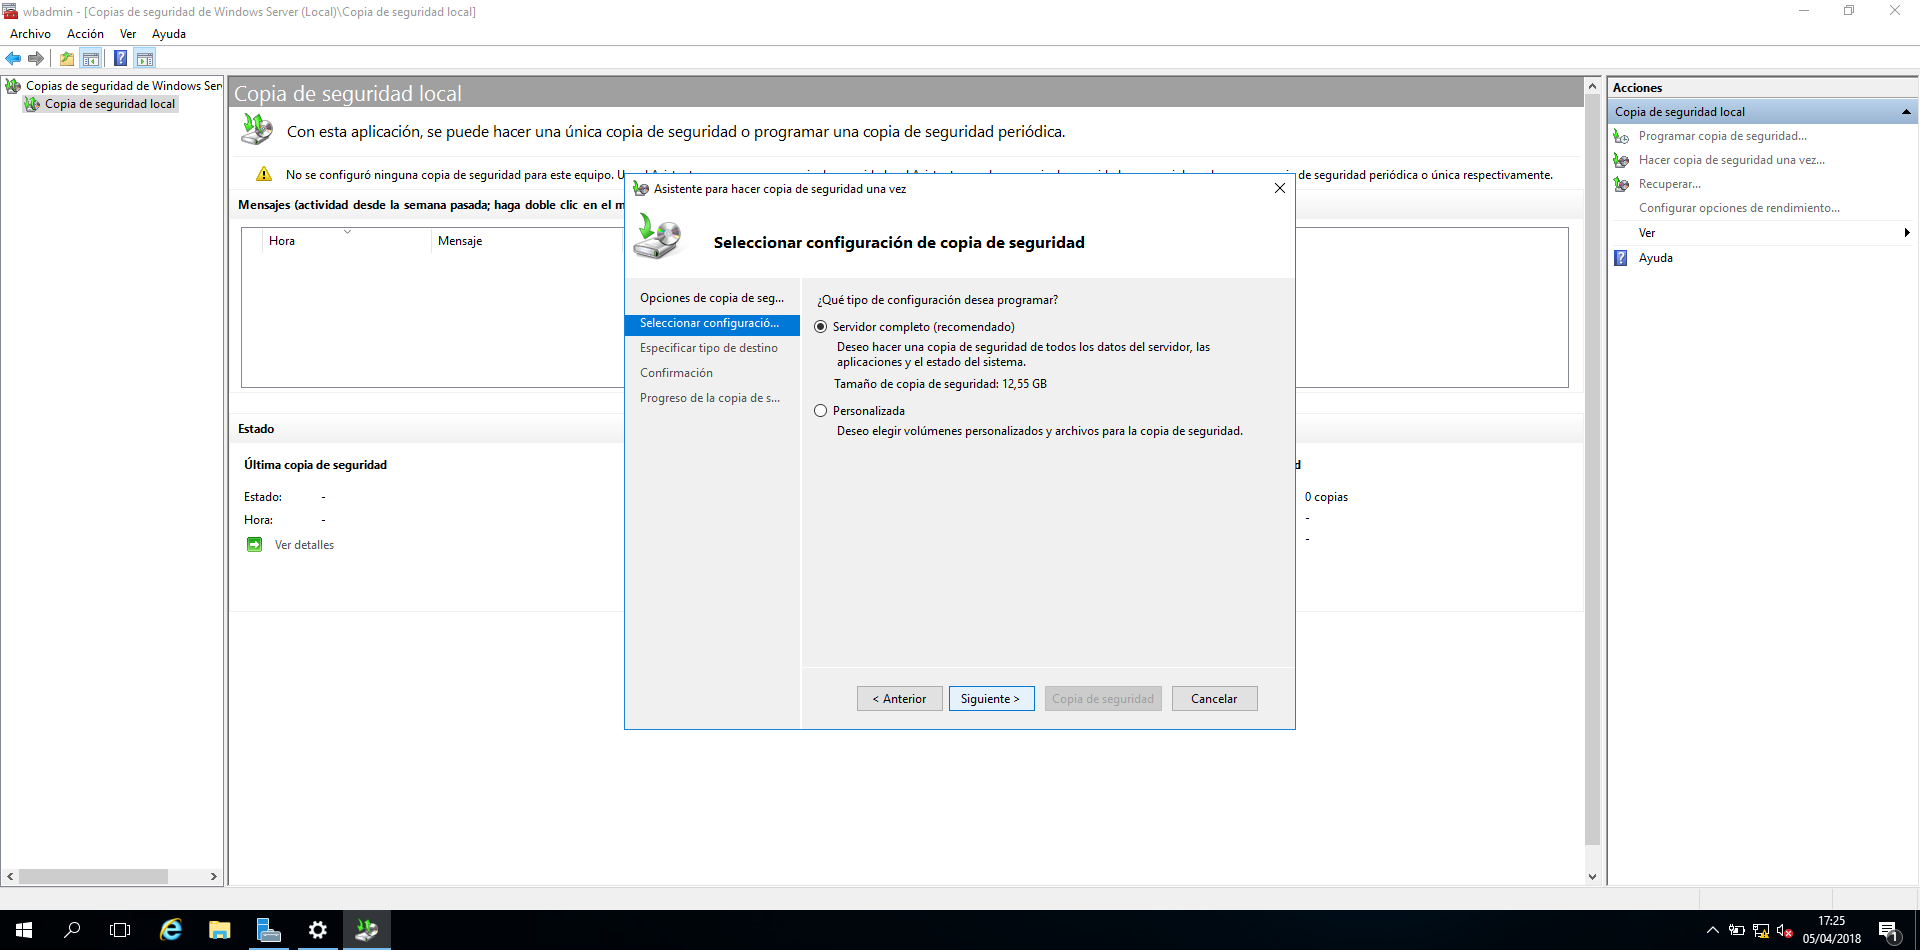 wbadmin - [Copias de seguridad de Windows Server (Local)\Copia de seguridad local]
Archivo Acción Ver Ayuda
Copias de seguridad de Windows Ser
Copia de seguridad local
Copia de seguridad local
Con esta aplicación, se puede hacer una única copia de seguridad o programar una copia de seguridad periódica.
No se configuró ninguna copia de seguridad para este equipo. U de seguridad periódica o única respectivamente.
Mensajes (actividad desde la semana pasada; haga doble clic en el m
Hora Mensaje
Estado
Última copia de seguridad
Estado: -
Hora: -
Ver detalles
d
0 copias
-
-
Asistente para hacer copia de seguridad una vez
Seleccionar configuración de copia de seguridad
Opciones de copia de seg...
Seleccionar configuració...
Especificar tipo de destino
Confirmación
Progreso de la copia de s...
¿Qué tipo de configuración desea programar?
Servidor completo (recomendado)
Deseo hacer una copia de seguridad de todos los datos del servidor, las
aplicaciones y el estado del sistema.
Tamaño de copia de seguridad: 12,55 GB
Personalizada
Deseo elegir volúmenes personalizados y archivos para la copia de seguridad.
< Anterior Siguiente > Copia de seguridad Cancelar
Acciones
Copia de seguridad local
Programar copia de seguridad...
Hacer copia de seguridad una vez...
Recuperar...
Configurar opciones de rendimiento...
Ver
Ayuda
17:25
05/04/2018
1